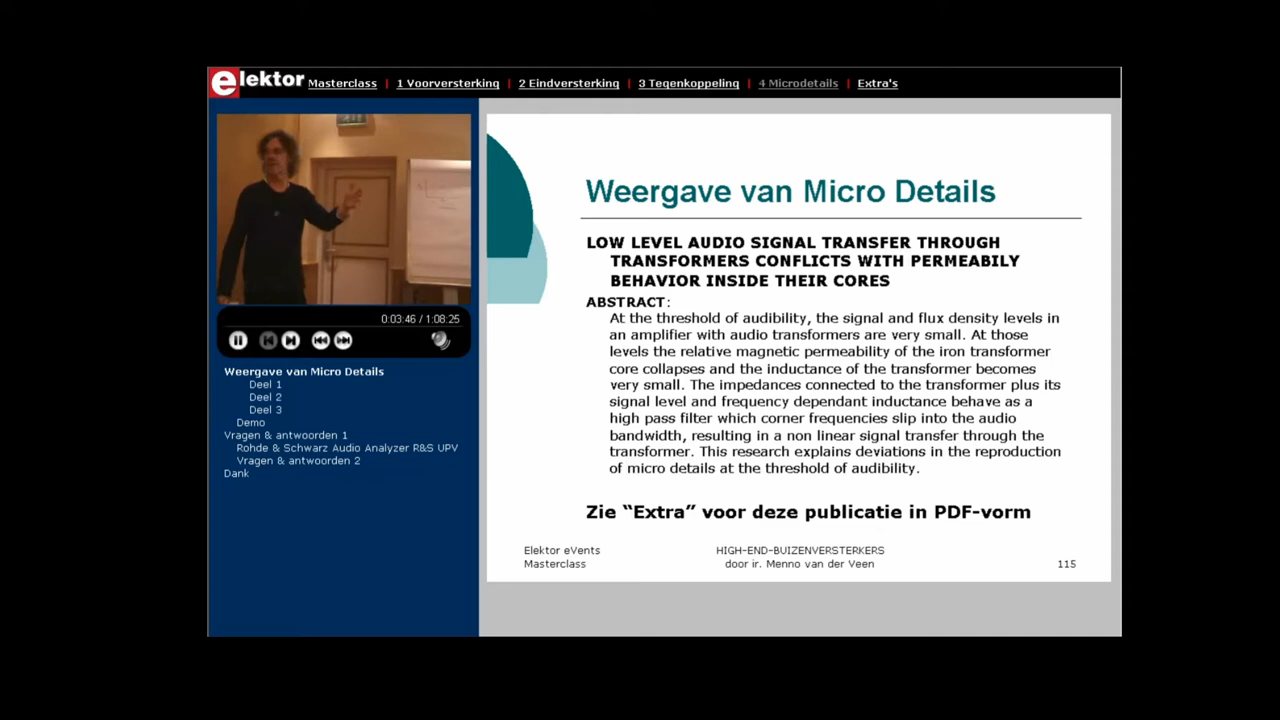 elektor Masterclass | 1 Voorversterking | 2 Eindversterking | 3 Tegenkoppeling | 4 Microdetails | Extra's
0:03:46 / 1:08:25
Weergave van Micro Details
Deel 1
Deel 2
Deel 3
Demo
Vragen & antwoorden 1
Rohde & Schwarz Audio Analyzer R&S UPV
Vragen & antwoorden 2
Dank
Weergave van Micro Details
LOW LEVEL AUDIO SIGNAL TRANSFER THROUGH
TRANSFORMERS CONFLICTS WITH PERMEABILY
BEHAVIOR INSIDE THEIR CORES
ABSTRACT:
At the threshold of audibility, the signal and flux density levels in
an amplifier with audio transformers are very small. At those
levels the relative magnetic permeability of the iron transformer
core collapses and the inductance of the transformer becomes
very small. The impedances connected to the transformer plus its
signal level and frequency dependant inductance behave as a
high pass filter which corner frequencies slip into the audio
bandwidth, resulting in a non linear signal transfer through the
transformer. This research explains deviations in the reproduction
of micro details at the threshold of audibility.
Zie “Extra” voor deze publicatie in PDF-vorm
Elektor eVents
Masterclass
HIGH-END-BUIZENVERSTERKERS
door ir. Menno van der Veen
115